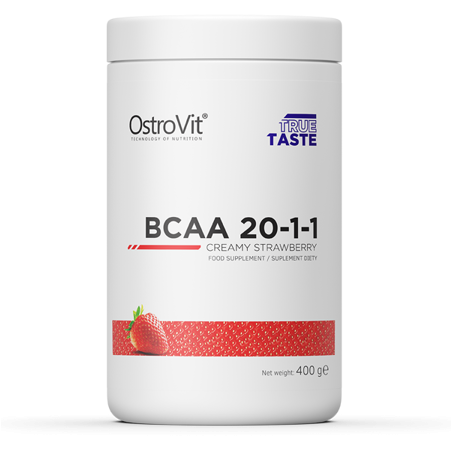 OstroVit®
TECHNOLOGY OF NUTRITION
TRUE
TASTE
BCAA 20-1-1
CREAMY STRAWBERRY
FOOD SUPPLEMENT / SUPLEMENT DIETY
Net weight: 400 g℮